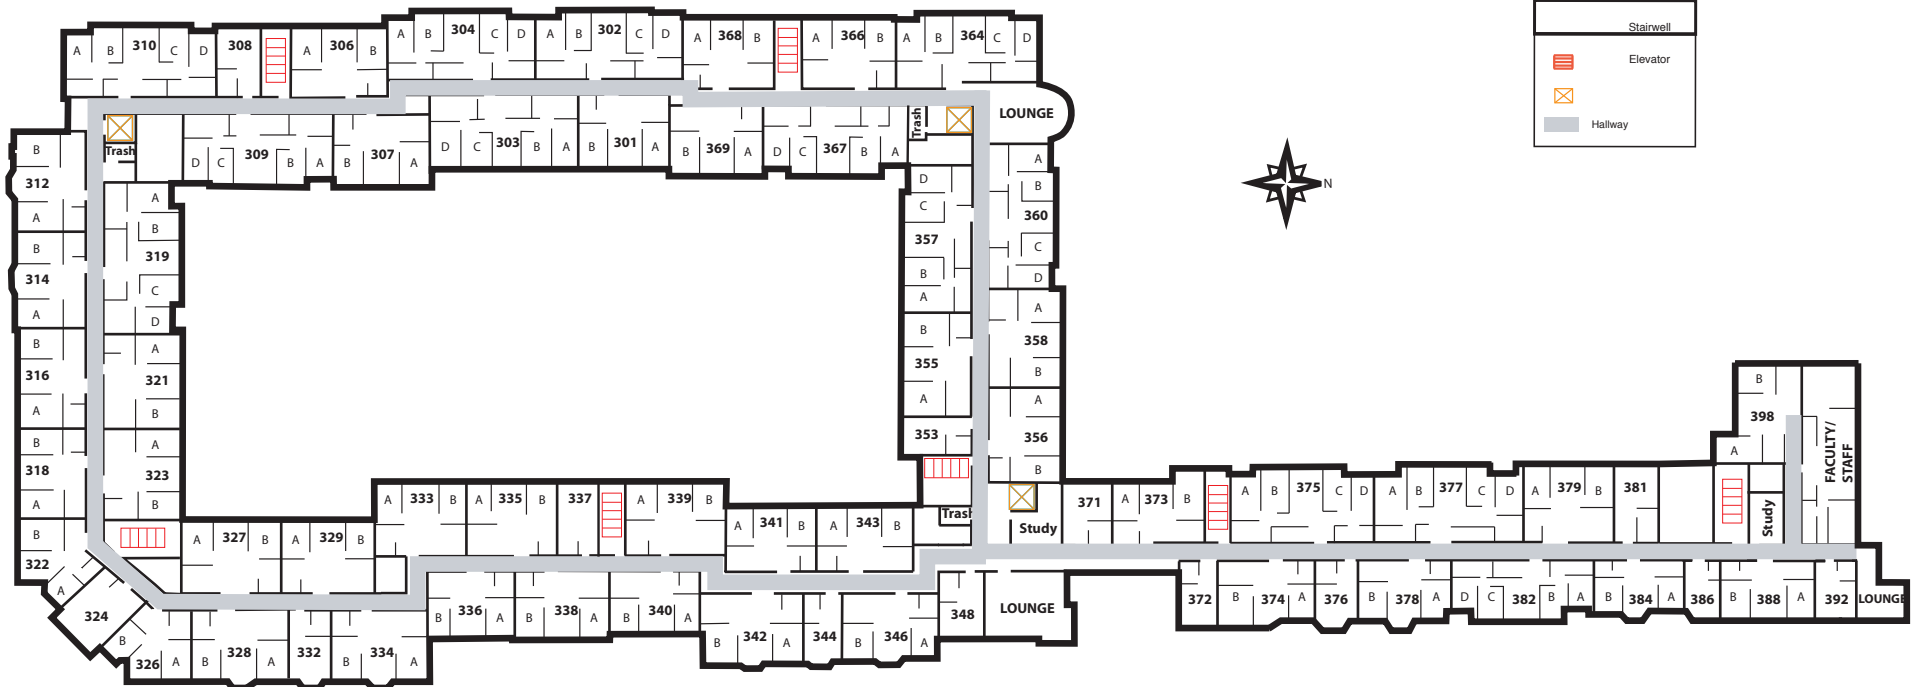 Stairwell
Elevator
Hallway
N
A B 310 C D 308 A 306 B A B 304 C D A B 302 C D A 368 B A 366 B A B 364 C D
LOUNGE
Trash
D C 309 B A B 307 A D C 303 B A B 301 A B 369 A D C 367 B A
Trash
B
312
A
B
314
A
B
316
A
B
318
A
B
322
A
324
A
B
319
C
D
A
321
B
A
323
B
D
C
357
B
A
B
355
A
353
A
B
360
C
D
A
358
B
A
356
B
A 333 B A 335 B 337 A 339 B
A 341 B A 343 B
Trash
Study
A 327 B A 329 B
371 A 373 B A B 375 C D A B 377 C D A 379 B 381
B
398
A
FACULTY/
STAFF
Study
B 326 A B 328 A 332 B 334 A
B 336 A B 338 A B 340 A
B 342 A 344 B 346 A
348 LOUNGE
372 B 374 A 376 B 378 A D C 382 B A B 384 A 386 B 388 A 392 LOUNGE